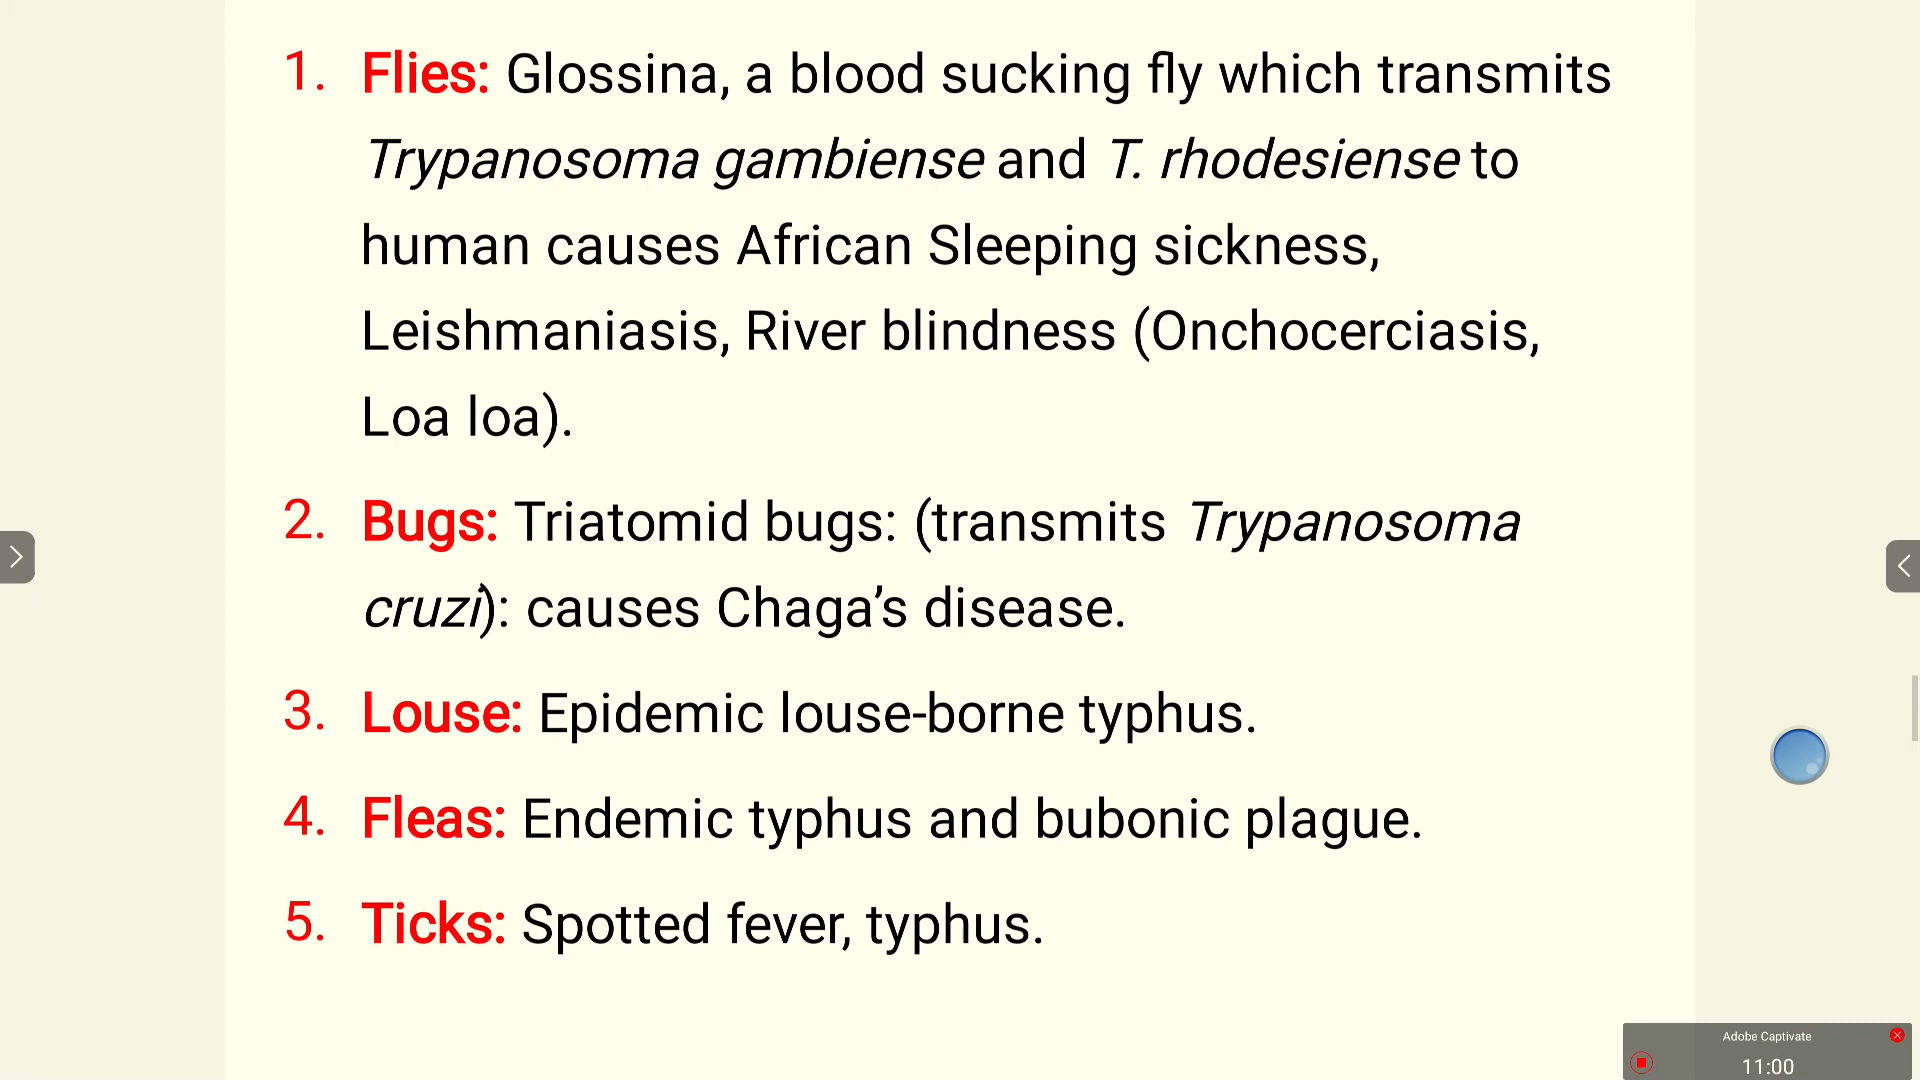 1. Flies: Glossina, a blood sucking fly which transmits
Trypanosoma gambiense and T. rhodesiense to
human causes African Sleeping sickness,
Leishmaniasis, River blindness (Onchocerciasis,
Loa loa).
2. Bugs: Triatomid bugs: (transmits Trypanosoma
cruzi): causes Chaga’s disease.
3. Louse: Epidemic louse-borne typhus.
4. Fleas: Endemic typhus and bubonic plague.
5. Ticks: Spotted fever, typhus.
Adobe Captivate
11:00